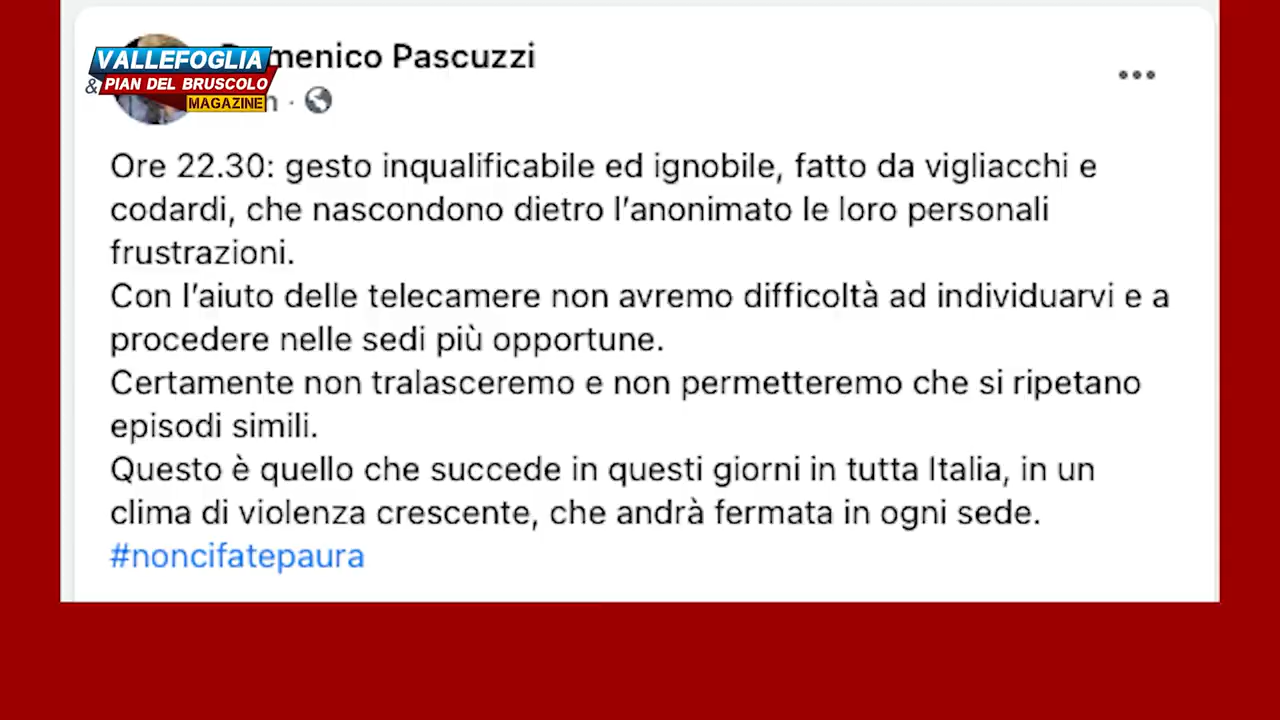 VALLEFOGLIA
& PIAN DEL BRUSCOLO
MAGAZINE
Domenico Pascuzzi
Ore 22.30: gesto inqualificabile ed ignobile, fatto da vigliacchi e
codardi, che nascondono dietro l’anonimato le loro personali
frustrazioni.
Con l’aiuto delle telecamere non avremo difficoltà ad individuarvi e a
procedere nelle sedi più opportune.
Certamente non tralasceremo e non permetteremo che si ripetano
episodi simili.
Questo è quello che succede in questi giorni in tutta Italia, in un
clima di violenza crescente, che andrà fermata in ogni sede.
#noncifatepaura